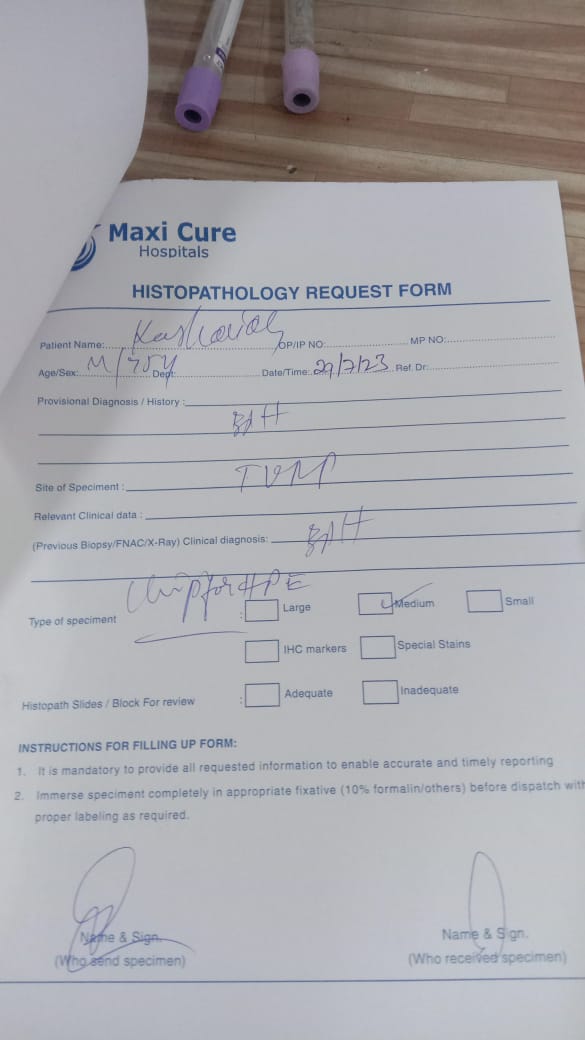 Maxi Cure
Hospitals
HISTOPATHOLOGY REQUEST FORM
Patient Name: OP/IP NO: MP NO:
Age/Sex: M/75Y Dept: Date/Time: 29/7/23 Ref. Dr:
Provisional Diagnosis / History :
BPH
Site of Specimen :
Relevant Clinical data :
(Previous Biopsy/FNAC/X-Ray) Clinical diagnosis: BPH
for HPE
Type of speciment : Large Medium Small
IHC markers Special Stains
Histopath Slides / Block For review : Adequate Inadequate
INSTRUCTIONS FOR FILLING UP FORM:
1. It is mandatory to provide all requested information to enable accurate and timely reporting
2. Immerse speciment completely in appropriate fixative (10% formalin/others) before dispatch with
proper labeling as required.
Name & Sign. Name & Sign.
(Who send specimen) (Who received specimen)